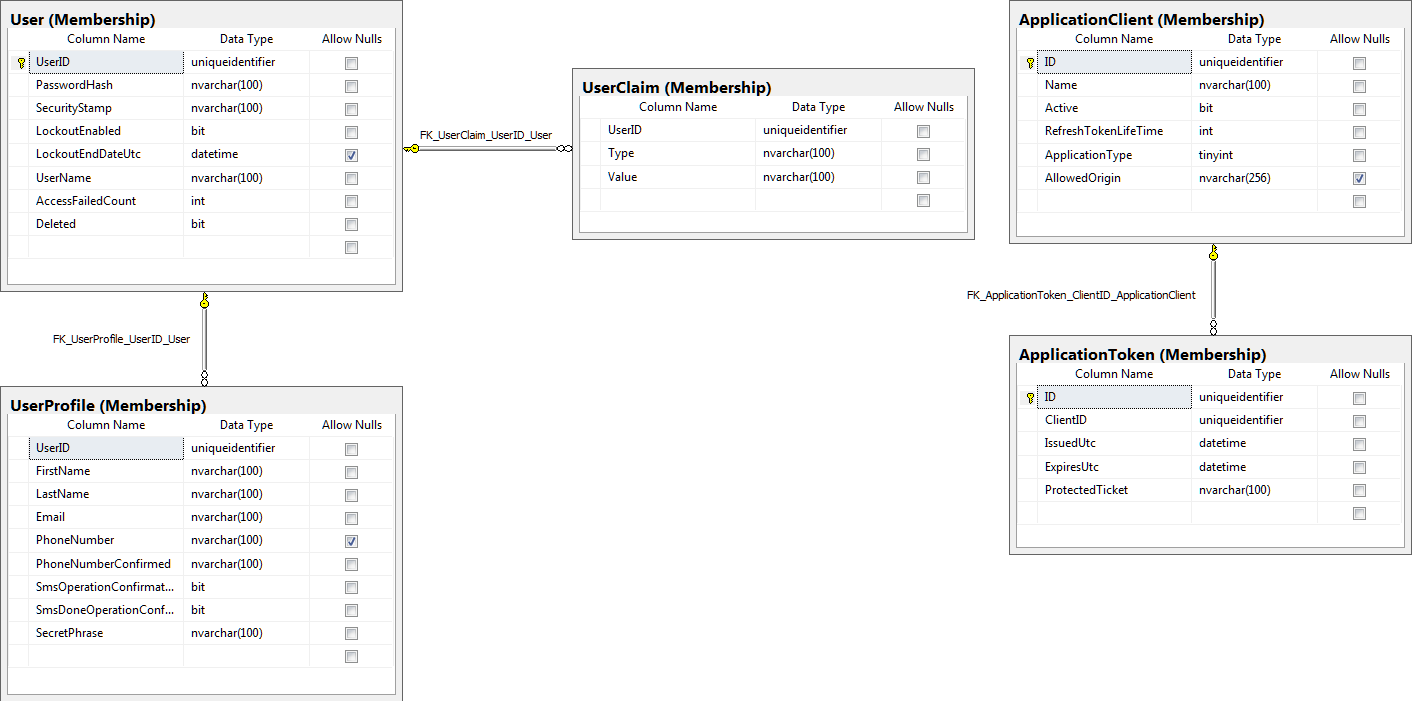 User (Membership)
Column Name Data Type Allow Nulls
UserID uniqueidentifier
PasswordHash nvarchar(100)
SecurityStamp nvarchar(100)
LockoutEnabled bit
LockoutEndDateUtc datetime
UserName nvarchar(100)
AccessFailedCount int
Deleted bit
FK_UserClaim_UserID_User
UserClaim (Membership)
Column Name Data Type Allow Nulls
UserID uniqueidentifier
Type nvarchar(100)
Value nvarchar(100)
ApplicationClient (Membership)
Column Name Data Type Allow Nulls
ID uniqueidentifier
Name nvarchar(100)
Active bit
RefreshTokenLifeTime int
ApplicationType tinyint
AllowedOrigin nvarchar(256)
FK_UserProfile_UserID_User
FK_ApplicationToken_ClientID_ApplicationClient
UserProfile (Membership)
Column Name Data Type Allow Nulls
UserID uniqueidentifier
FirstName nvarchar(100)
LastName nvarchar(100)
Email nvarchar(100)
PhoneNumber nvarchar(100)
PhoneNumberConfirmed nvarchar(100)
SmsOperationConfirmat... bit
SmsDoneOperationConf... bit
SecretPhrase nvarchar(100)
ApplicationToken (Membership)
Column Name Data Type Allow Nulls
ID uniqueidentifier
ClientID uniqueidentifier
IssuedUtc datetime
ExpiresUtc datetime
ProtectedTicket nvarchar(100)